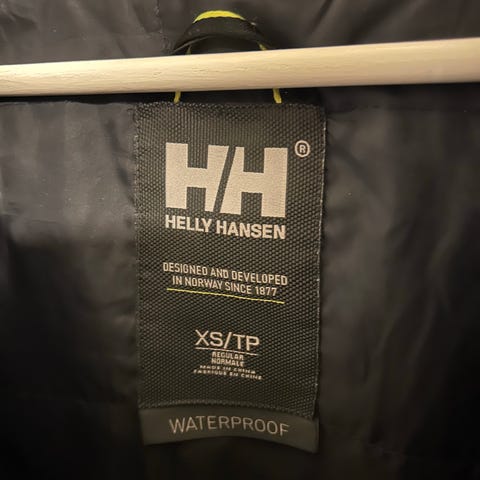 HH®
HELLY HANSEN
DESIGNED AND DEVELOPED
IN NORWAY SINCE 1877
XS/TP
REGULAR
NORMALE
MADE IN CHINA
FABRIQUE EN CHINE
WATERPROOF